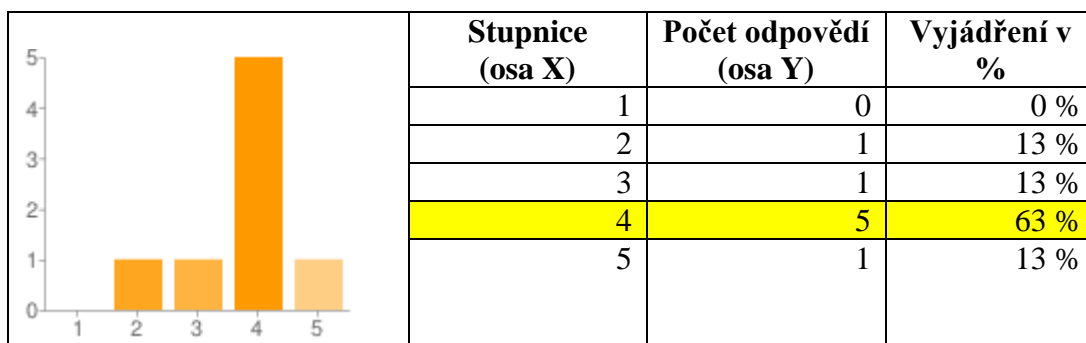 5
4
3
2
1
0
1 2 3 4 5
Stupnice (osa X) Počet odpovědí (osa Y) Vyjádření v %
1 0 0 %
2 1 13 %
3 1 13 %
4 5 63 %
5 1 13 %